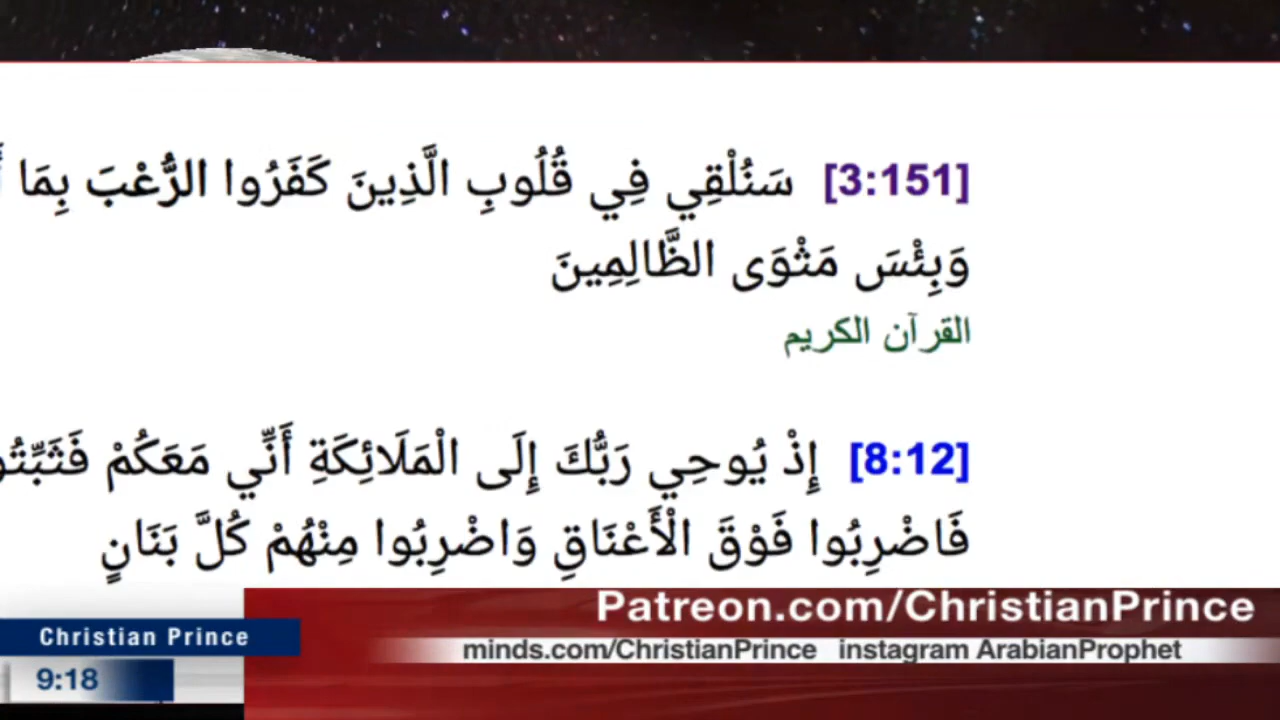 [3:151] سَنُلْقِي فِي قُلُوبِ الَّذِينَ كَفَرُوا الرُّعْبَ بِمَا
وَبِئْسَ مَثْوَى الظَّالِمِينَ
القرآن الكريم
[8:12] إِذْ يُوحِي رَبُّكَ إِلَى الْمَلَائِكَةِ أَنِّي مَعَكُمْ
فَاضْرِبُوا فَوْقَ الْأَعْنَاقِ وَاضْرِبُوا مِنْهُمْ كُلَّ بَنَانٍ
Patreon.com/ChristianPrince
Christian Prince
minds.com/ChristianPrince instagram ArabianProphet
9:18